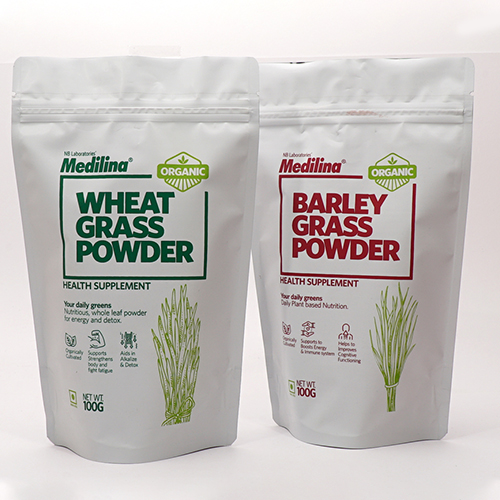 NB Laboratories'
Medilina®
ORGANIC
WHEAT
GRASS
POWDER
HEALTH SUPPLEMENT
Your daily greens
Nutritious, whole leaf powder
for energy and detox.
Organically
Cultivated
Supports
Strengthens
body and
fight fatigue
Aids in
Alkalize
& Detox
NET WT.
100G
NB Laboratories'
Medilina®
ORGANIC
BARLEY
GRASS
POWDER
HEALTH SUPPLEMENT
Your daily greens
Daily Plant based Nutrition.
Organically
Cultivated
Supports to
Boosts Energy
& Immune system
Helps to
Improves
Cognitive
Functioning
NET WT.
100G